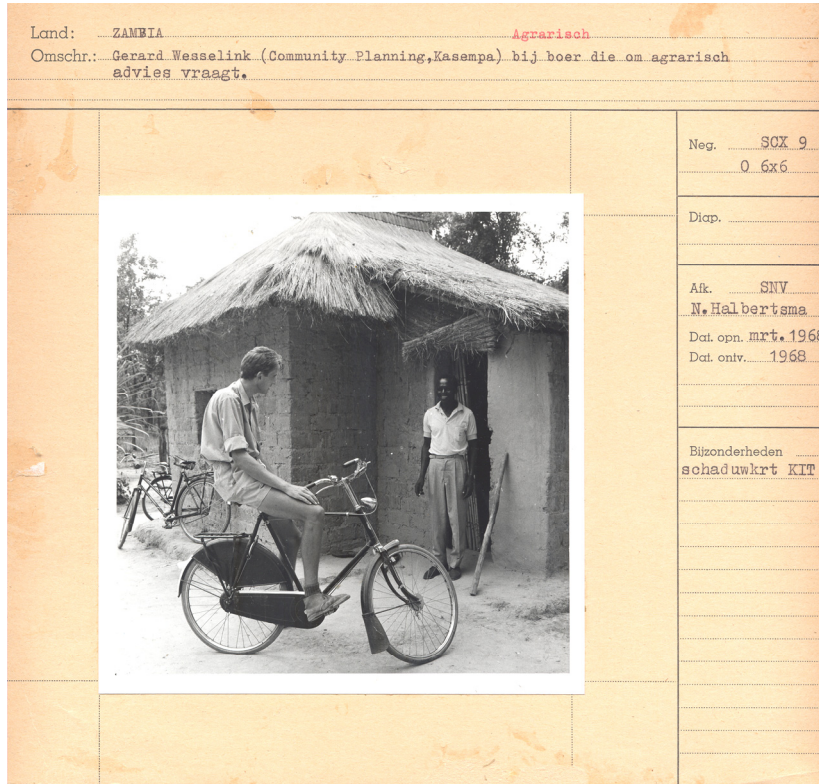 Land: ZAMBIA Agrarisch
Omschr.: Gerard Wesselink (Community Planning,Kasempa) bij boer die om agrarisch
advies vraagt.
Neg. SCX 9
O 6x6
Diap.
Afk. SNV
N.Halbertsma
Dat. opn. mrt.1968
Dat. ontv. 1968
Bijzonderheden
schaduwkrt KIT